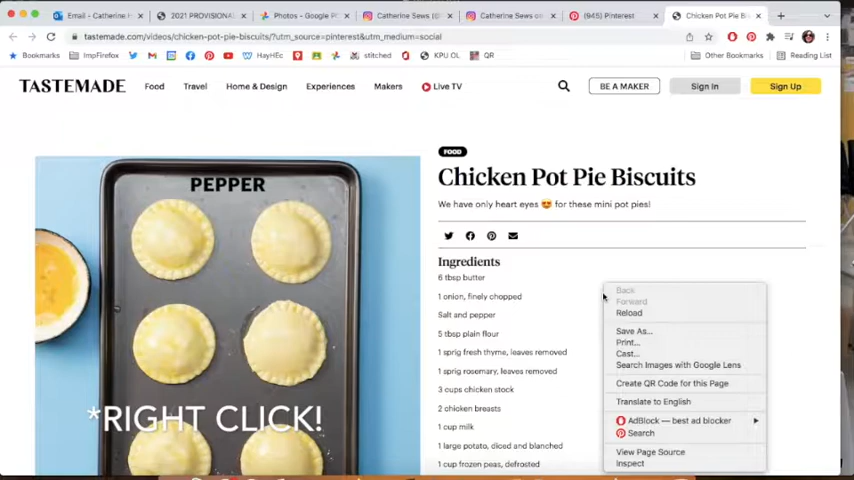 Email - Catherine H
2021 PROVISIONAL
Photos - Google P
Catherine Sews (@
Catherine Sews on
(945) Pinterest
Chicken Pot Pie Bis
tastemade.com/videos/chicken-pot-pie-biscuits/?utm_source=pinterest&utm_medium=social
Bookmarks
ImpFirefox
Twitter
WayHEc
stitched
KPU OL
QR
Other Bookmarks
Reading List
TASTEMADE
Food
Travel
Home & Design
Experiences
Makers
Live TV
BE A MAKER
Sign In
Sign Up
PEPPER
*RIGHT CLICK!
FOOD
Chicken Pot Pie Biscuits
We have only heart eyes 😍 for these mini pot pies!
Ingredients
6 tbsp butter
1 onion, finely chopped
Salt and pepper
5 tbsp plain flour
1 sprig fresh thyme, leaves removed
1 sprig rosemary, leaves removed
3 cups chicken stock
2 chicken breasts
1 cup milk
1 large potato, diced and blanched
1 cup frozen peas, defrosted
Back
Forward
Reload
Save As...
Print...
Cast...
Search Images with Google Lens
Create QR Code for this Page
Translate to English
AdBlock — best ad blocker
Search
View Page Source
Inspect